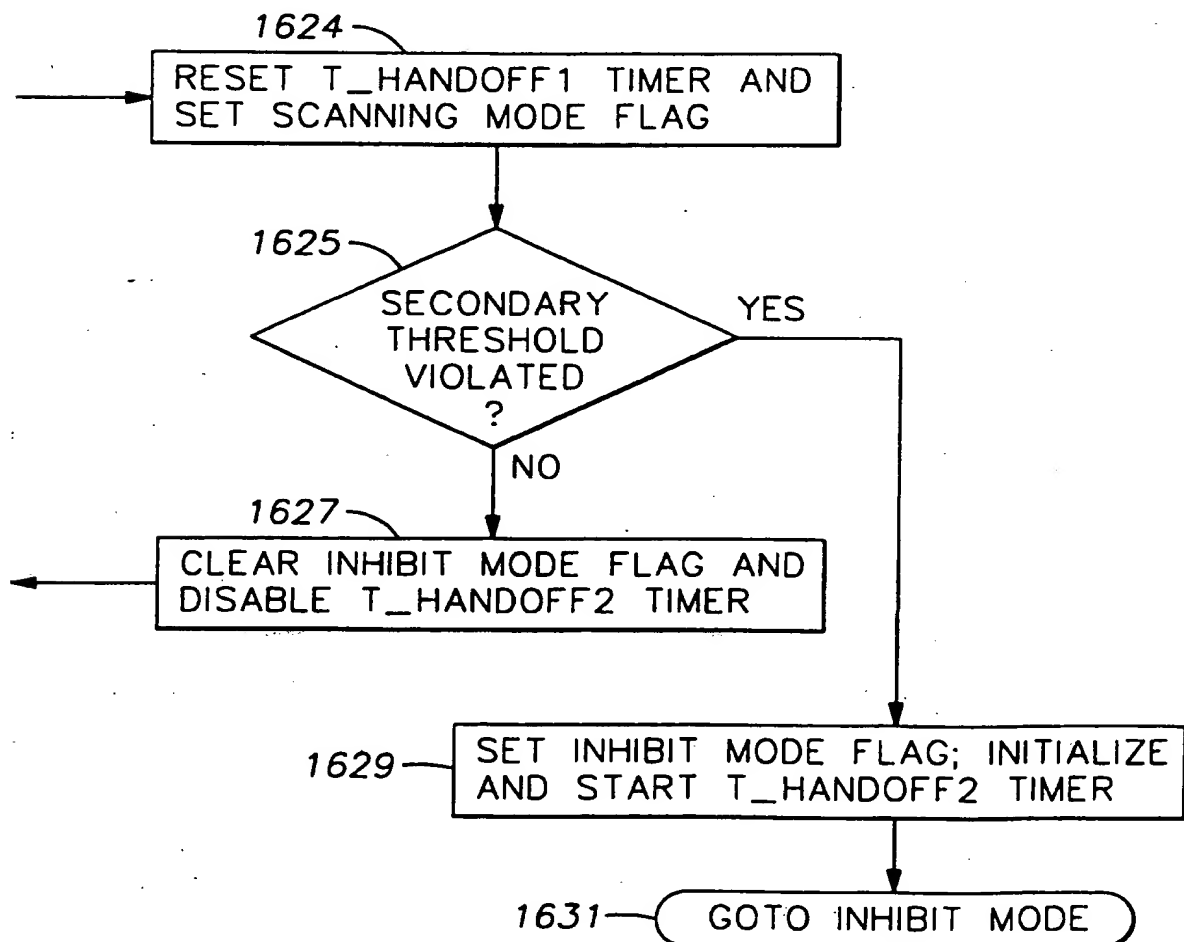 1624
RESET T_HANDOFF1 TIMER AND
SET SCANNING MODE FLAG
1625
SECONDARY
THRESHOLD
VIOLATED
?
YES
NO
1627
CLEAR INHIBIT MODE FLAG AND
DISABLE T_HANDOFF2 TIMER
1629
SET INHIBIT MODE FLAG; INITIALIZE
AND START T_HANDOFF2 TIMER
1631
GOTO INHIBIT MODE